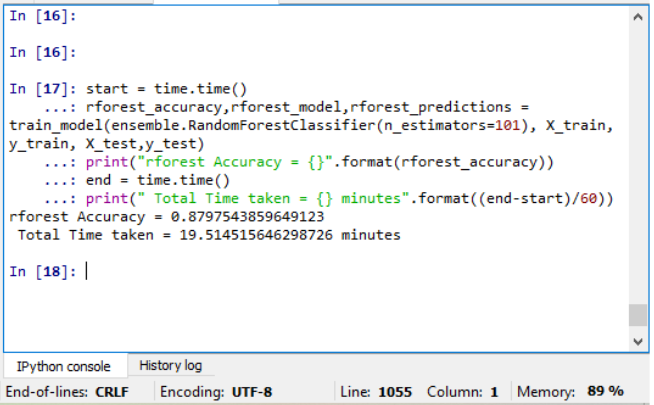 In [16]:
In [16]:
In [17]: start = time.time()
...: rforest_accuracy,rforest_model,rforest_predictions =
train_model(ensemble.RandomForestClassifier(n_estimators=101), X_train,
y_train, X_test,y_test)
...: print("rforest Accuracy = {}".format(rforest_accuracy))
...: end = time.time()
...: print(" Total Time taken = {} minutes".format((end-start)/60))
rforest Accuracy = 0.8797543859649123
Total Time taken = 19.514515646298726 minutes
In [18]:
IPython console History log
End-of-lines: CRLF Encoding: UTF-8 Line: 1055 Column: 1 Memory: 89 %